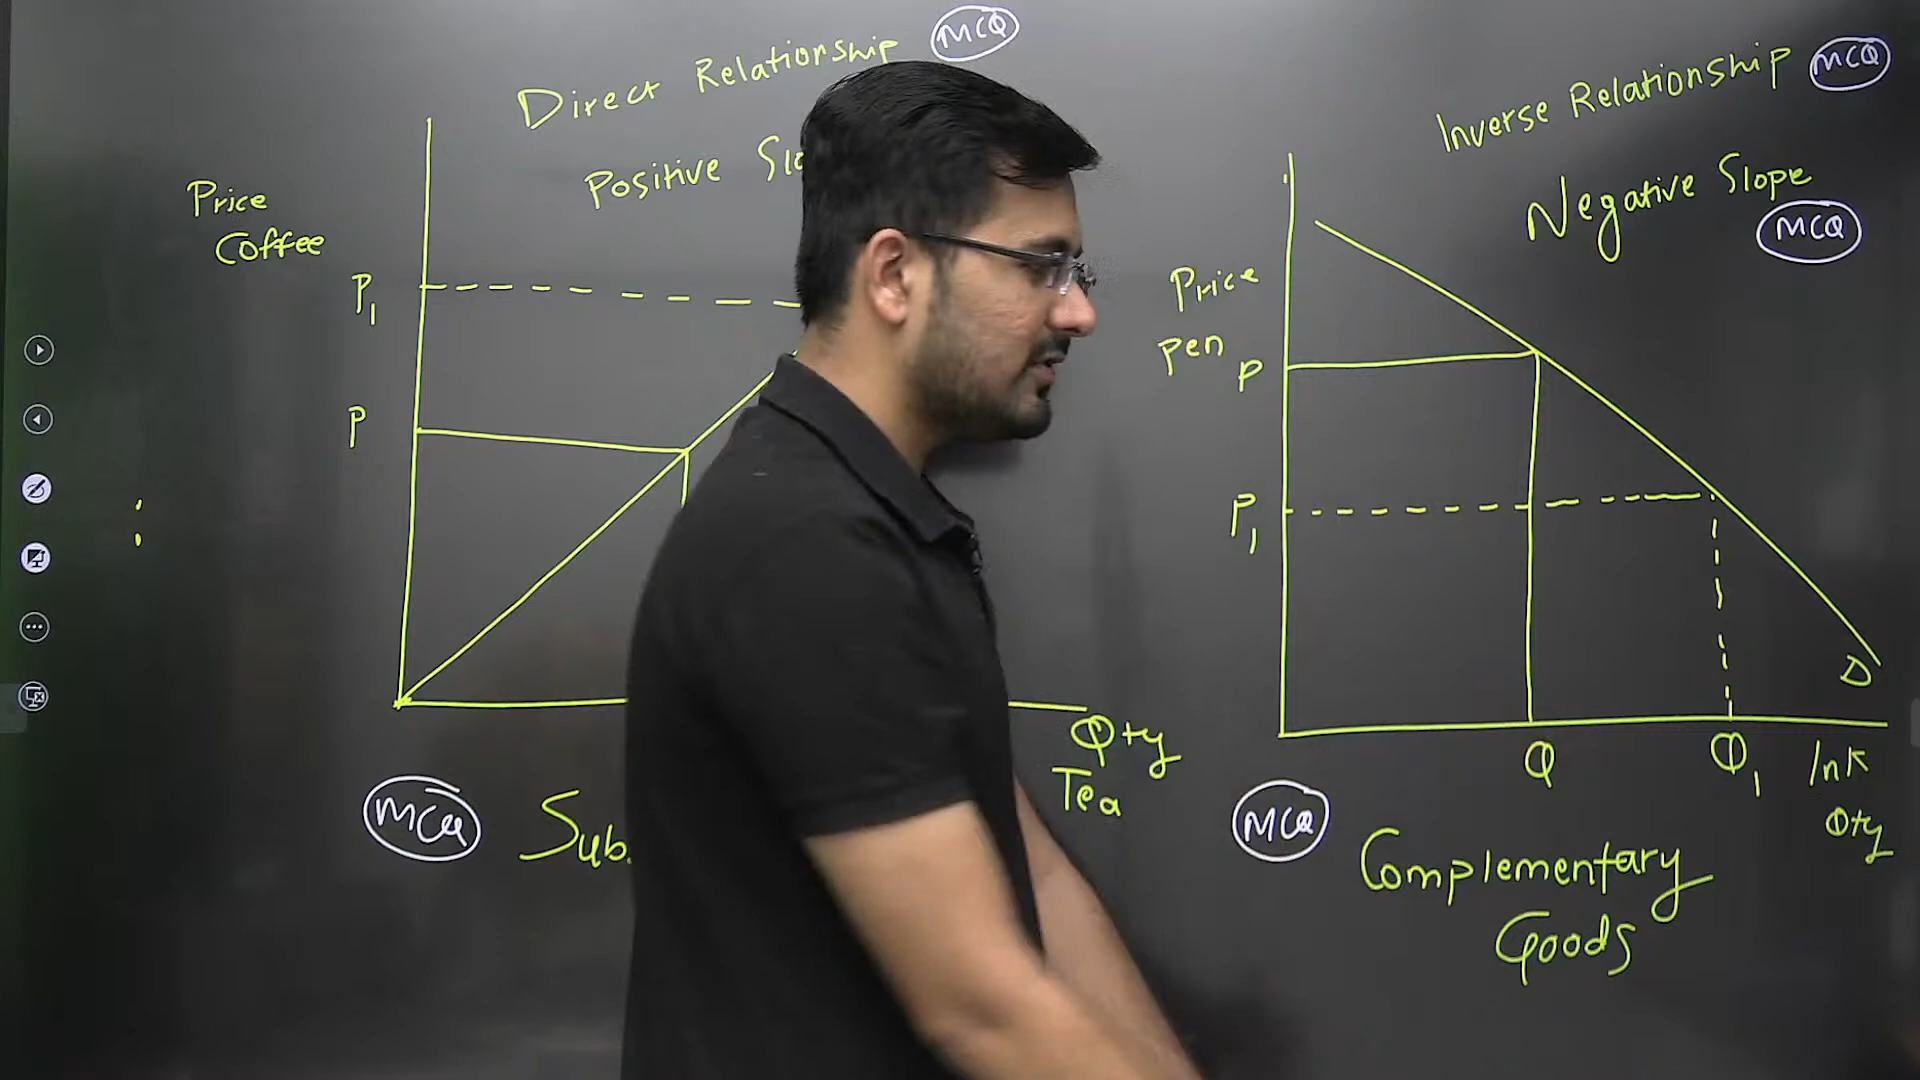 MCQ
Direct Relationship
Positive
Price
Coffee
P1
P
Qty
Tea
MCQ
Sub.
MCQ
Inverse Relationship
Negative Slope
MCQ
Price
Pen
P
P1
D
Q
Q1
Ink
Qty
MCQ
Complementary
Goods